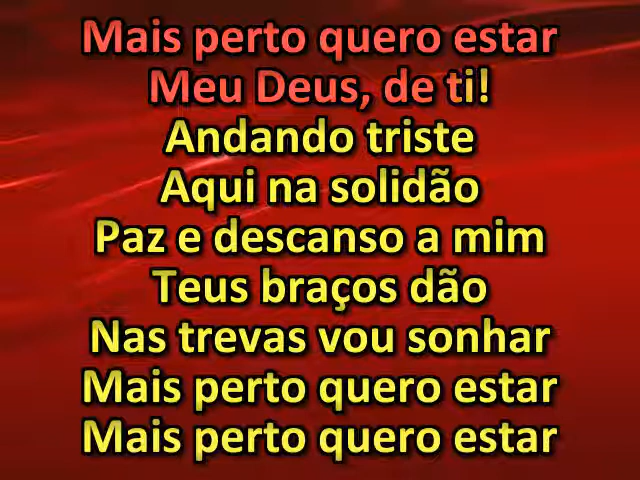 Mais perto quero estar
Meu Deus, de ti!
Andando triste
Aqui na solidão
Paz e descanso a mim
Teus braços dão
Nas trevas vou sonhar
Mais perto quero estar
Mais perto quero estar